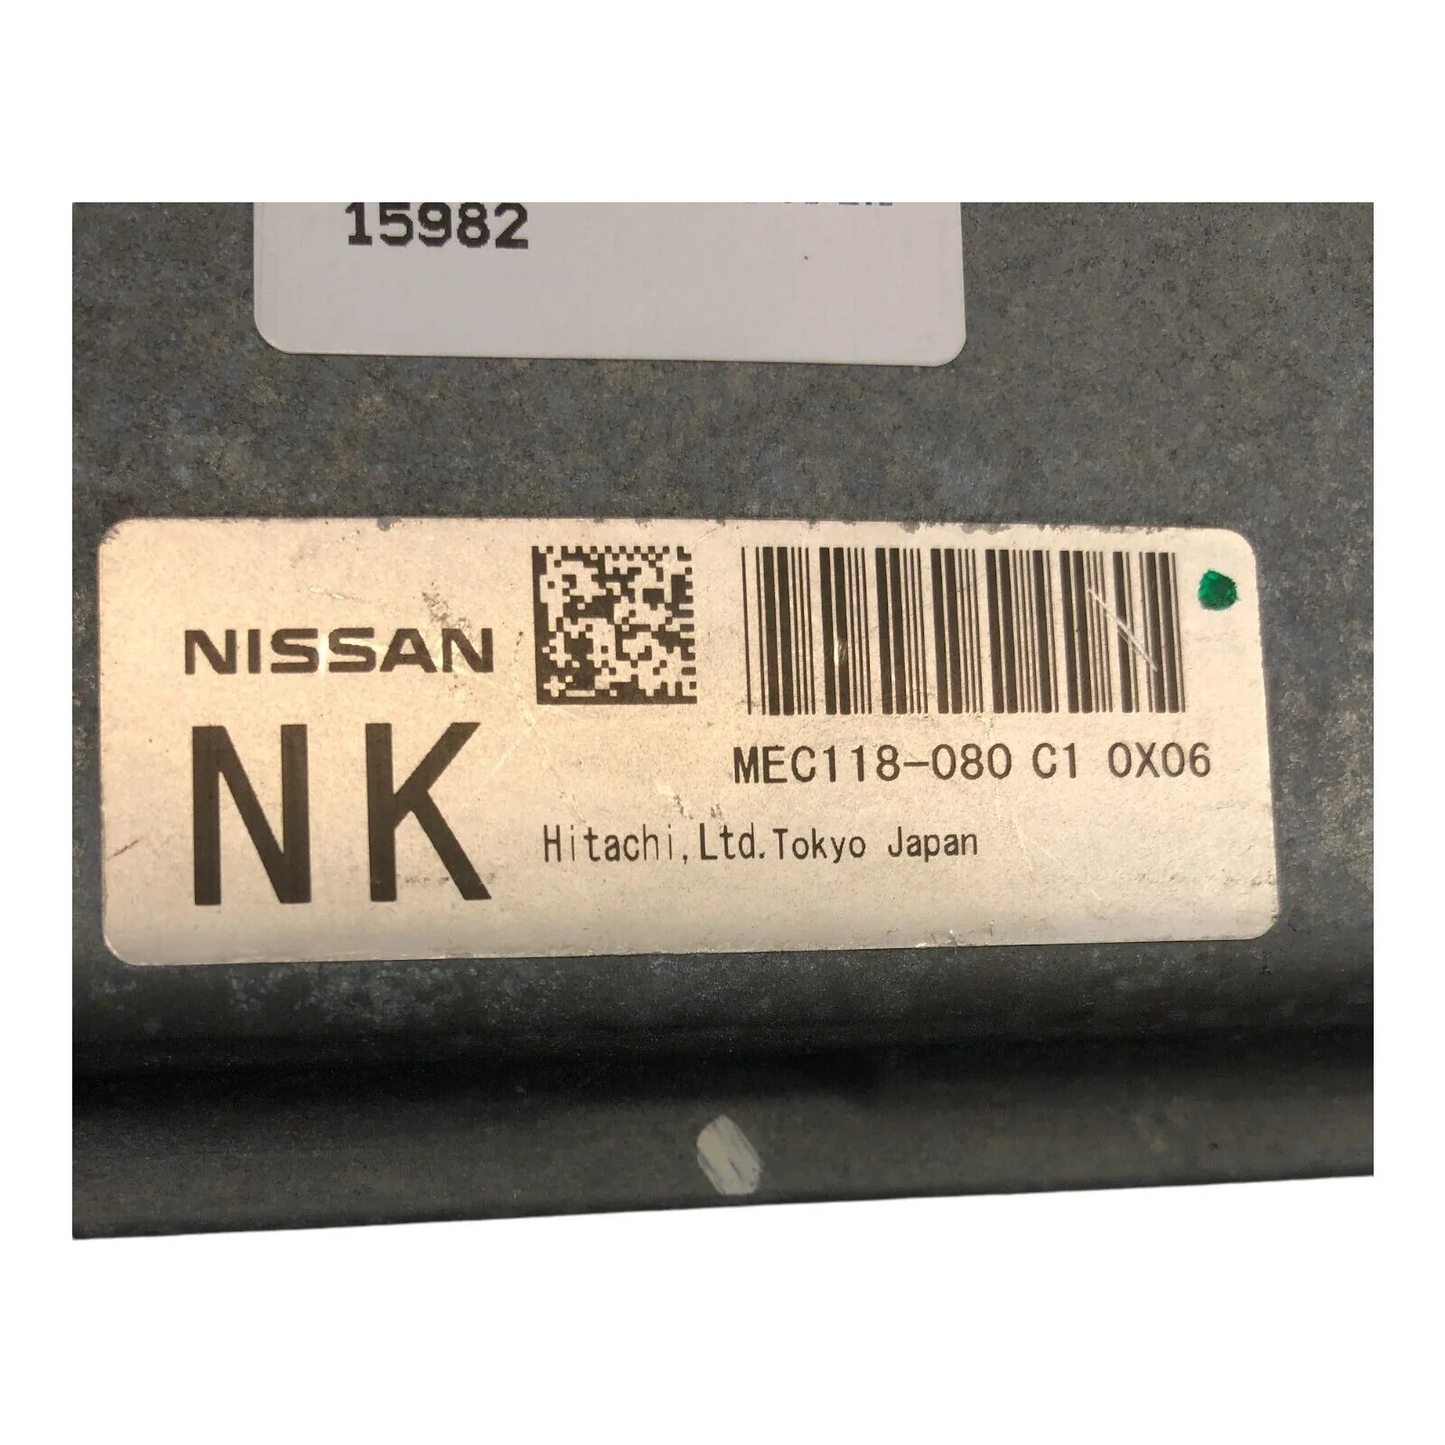 15982
NISSAN
NK
MEC118-080 C1 0X06
Hitachi,Ltd.Tokyo Japan